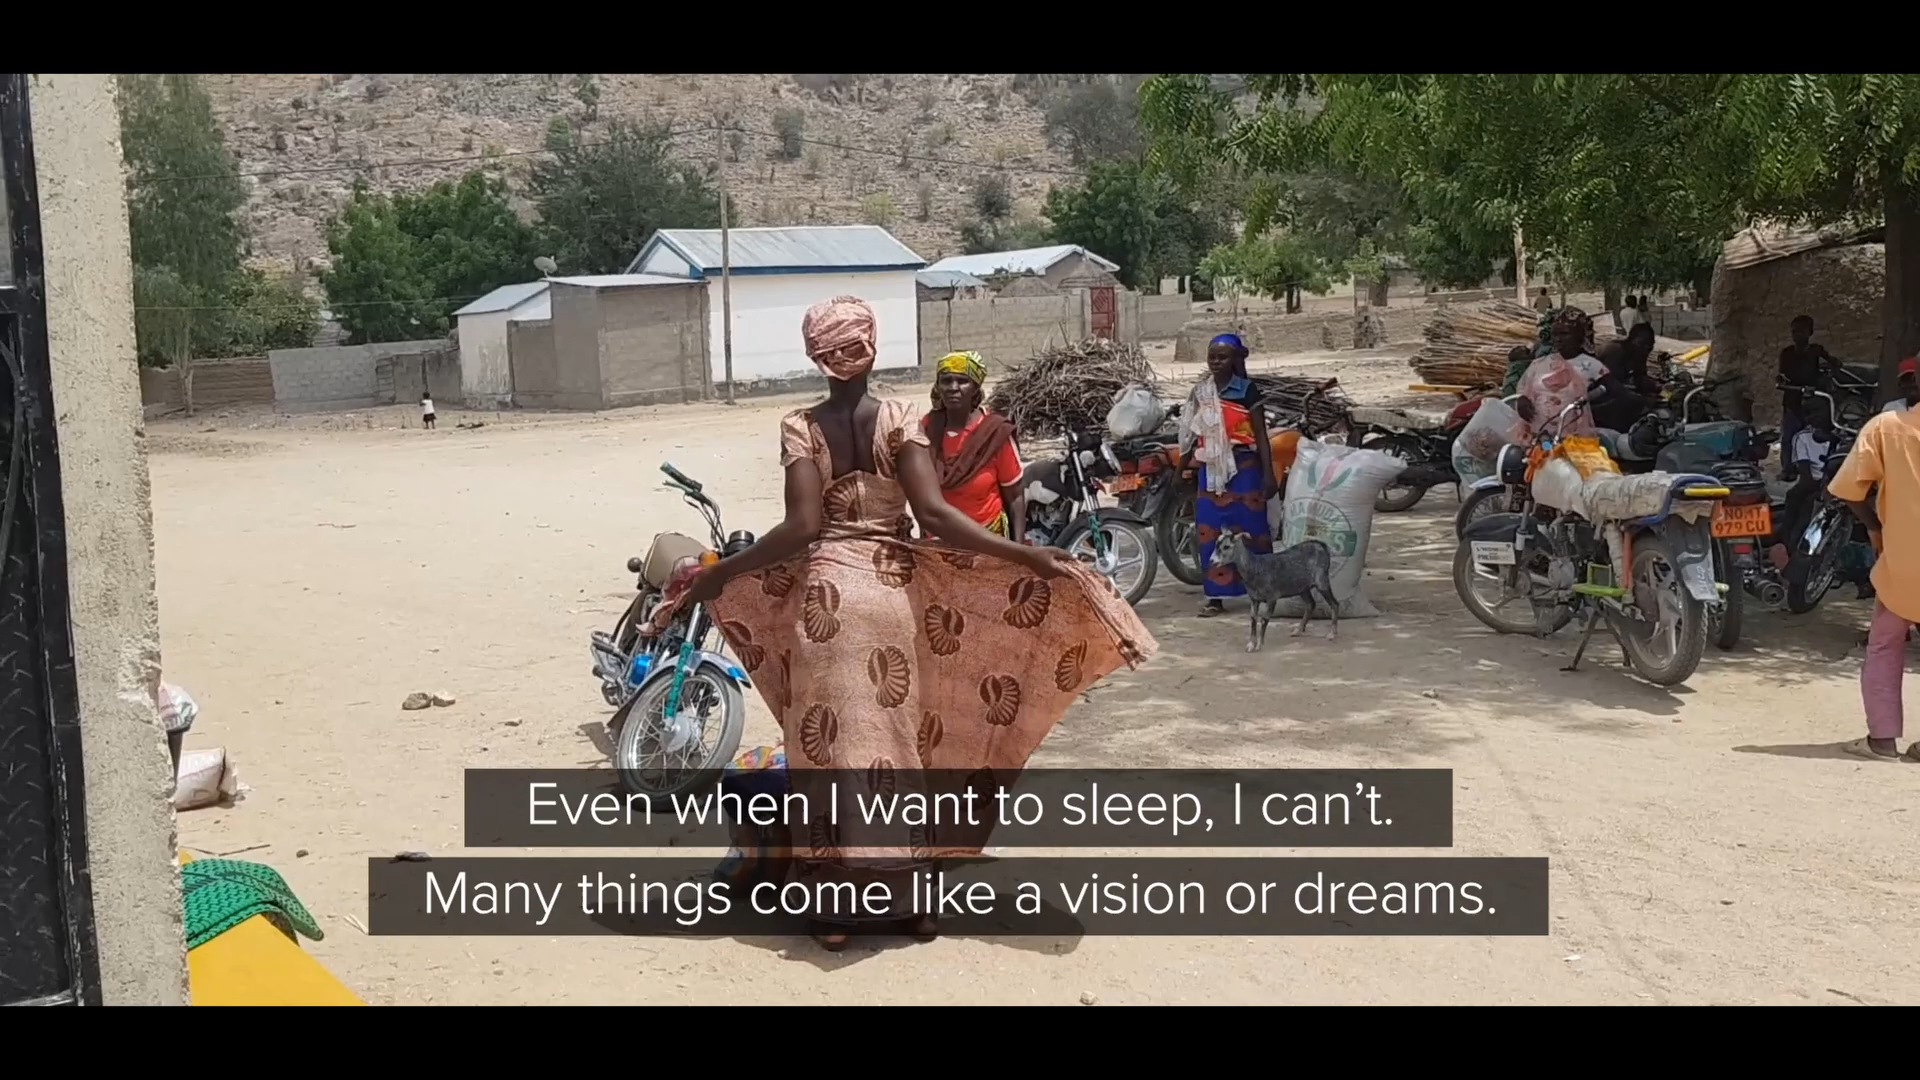 Even when I want to sleep, I can't.
Many things come like a vision or dreams.